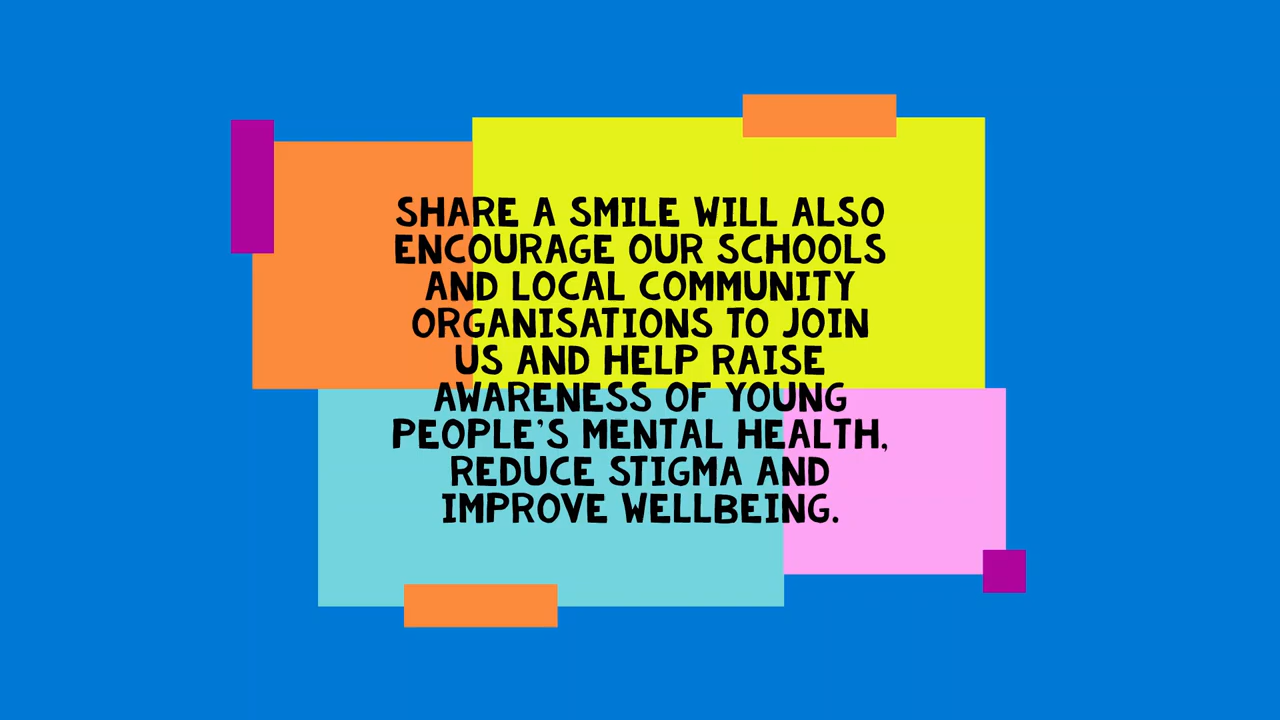 SHARE A SMILE WILL ALSO
ENCOURAGE OUR SCHOOLS
AND LOCAL COMMUNITY
ORGANISATIONS TO JOIN
US AND HELP RAISE
AWARENESS OF YOUNG
PEOPLE'S MENTAL HEALTH,
REDUCE STIGMA AND
IMPROVE WELLBEING.